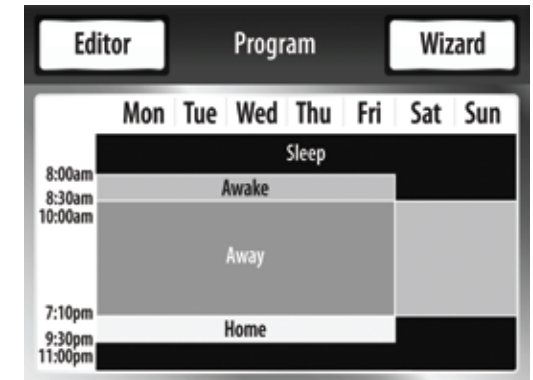 Editor Program Wizard
Mon Tue Wed Thu Fri Sat Sun
Sleep
8:00am
Awake
8:30am
10:00am
Away
7:10pm
Home
9:30pm
11:00pm